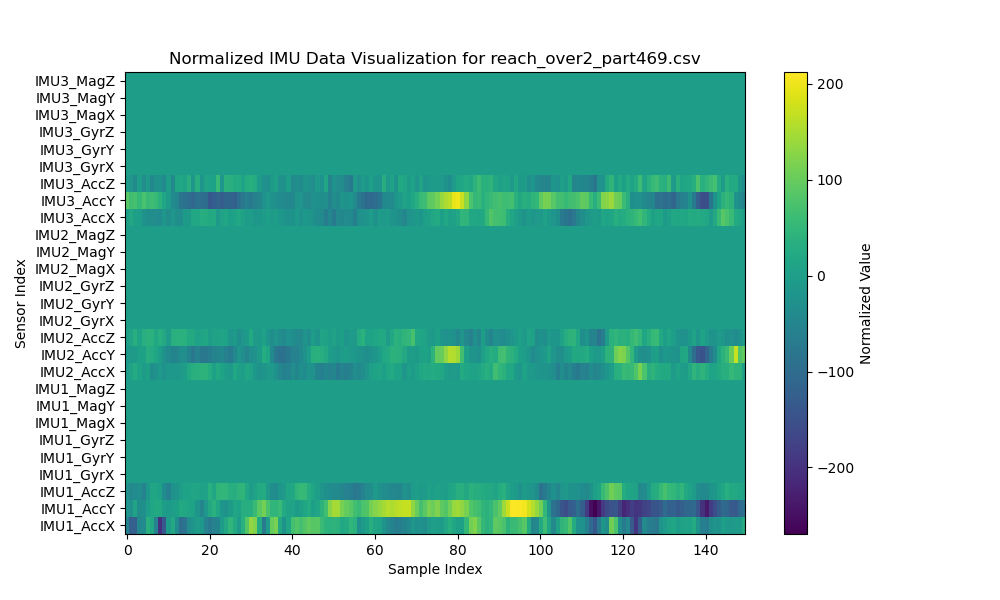 Normalized IMU Data Visualization for reach_over2_part469.csv
IMU3_MagZ
IMU3_MagY
IMU3_MagX
IMU3_GyrZ
IMU3_GyrY
IMU3_GyrX
IMU3_AccZ
IMU3_AccY
IMU3_AccX
IMU2_MagZ
IMU2_MagY
IMU2_MagX
IMU2_GyrZ
IMU2_GyrY
IMU2_GyrX
IMU2_AccZ
IMU2_AccY
IMU2_AccX
IMU1_MagZ
IMU1_MagY
IMU1_MagX
IMU1_GyrZ
IMU1_GyrY
IMU1_GyrX
IMU1_AccZ
IMU1_AccY
IMU1_AccX
Sensor Index
0 20 40 60 80 100 120 140
Sample Index
200
100
0
−100
−200
Normalized Value